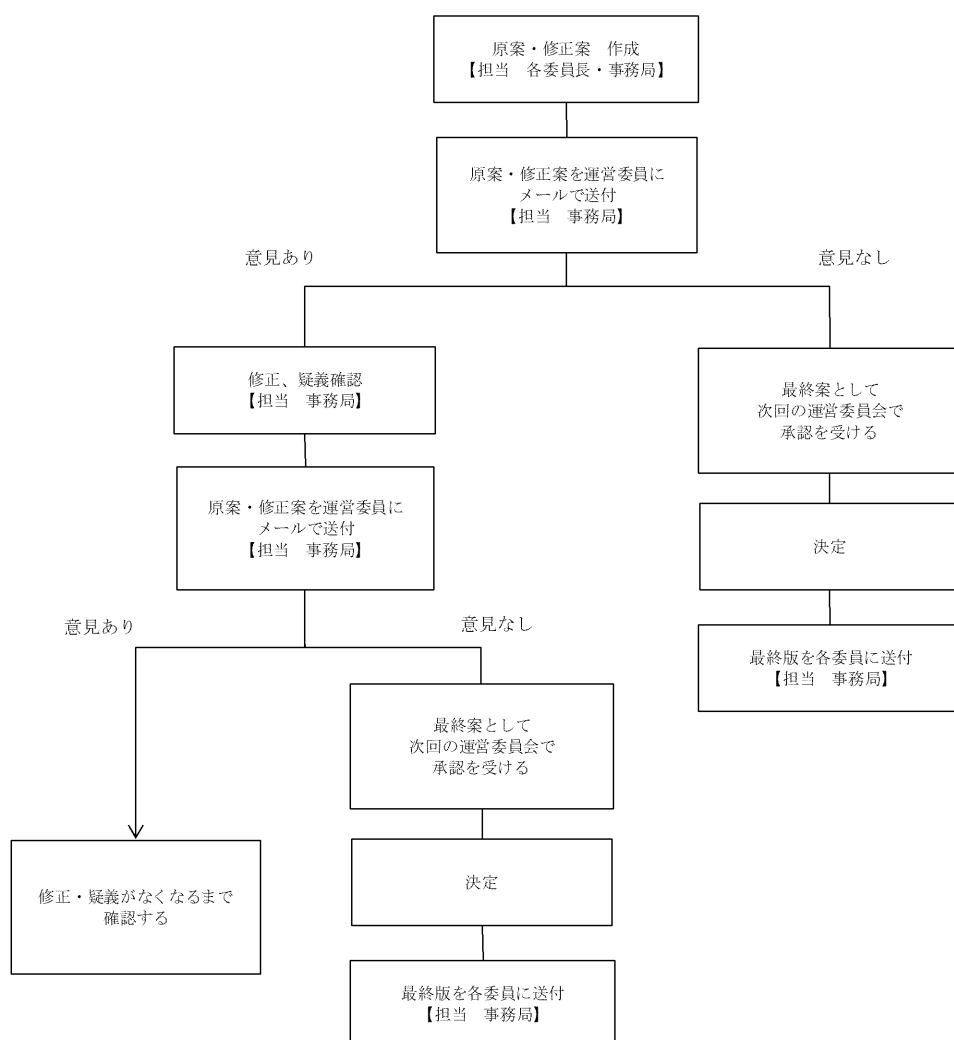 原案・修正案　作成
【担当　各委員長・事務局】
原案・修正案を運営委員に
メールで送付
【担当　事務局】
意見あり
意見なし
修正、疑義確認
【担当　事務局】
最終案として
次回の運営委員会で
承認を受ける
原案・修正案を運営委員に
メールで送付
【担当　事務局】
決定
意見あり
意見なし
最終版を各委員に送付
【担当　事務局】
最終案として
次回の運営委員会で
承認を受ける
修正・疑義がなくなるまで
確認する
決定
最終版を各委員に送付
【担当　事務局】